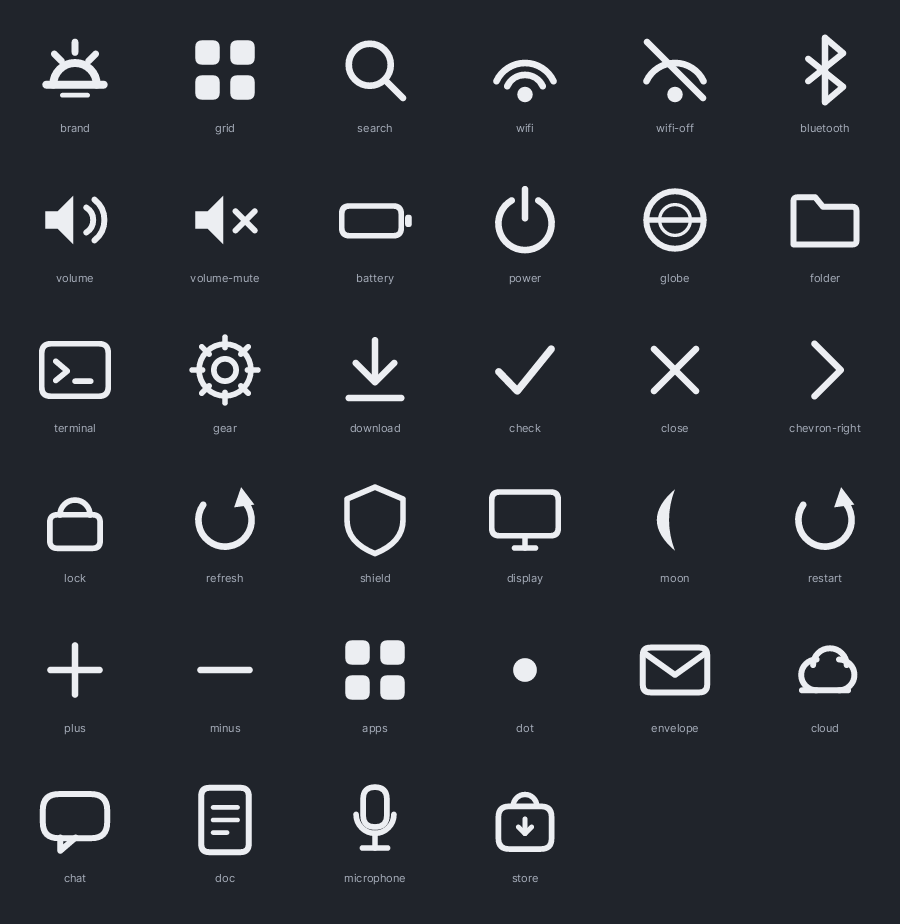 brand
grid
search
wifi
wifi-off
bluetooth
volume
volume-mute
battery
power
globe
folder
terminal
gear
download
check
close
chevron-right
lock
refresh
shield
display
moon
restart
plus
minus
apps
dot
envelope
cloud
chat
doc
microphone
store